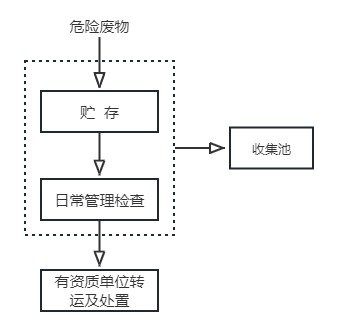 危险废物
贮 存
收集池
日常管理检查
有资质单位转
运及处置